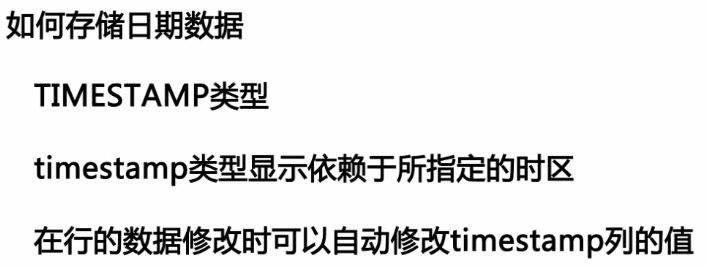 如何存储日期数据
TIMESTAMP类型
timestamp类型显示依赖于所指定的时区
在行的数据修改时可以自动修改timestamp列的值